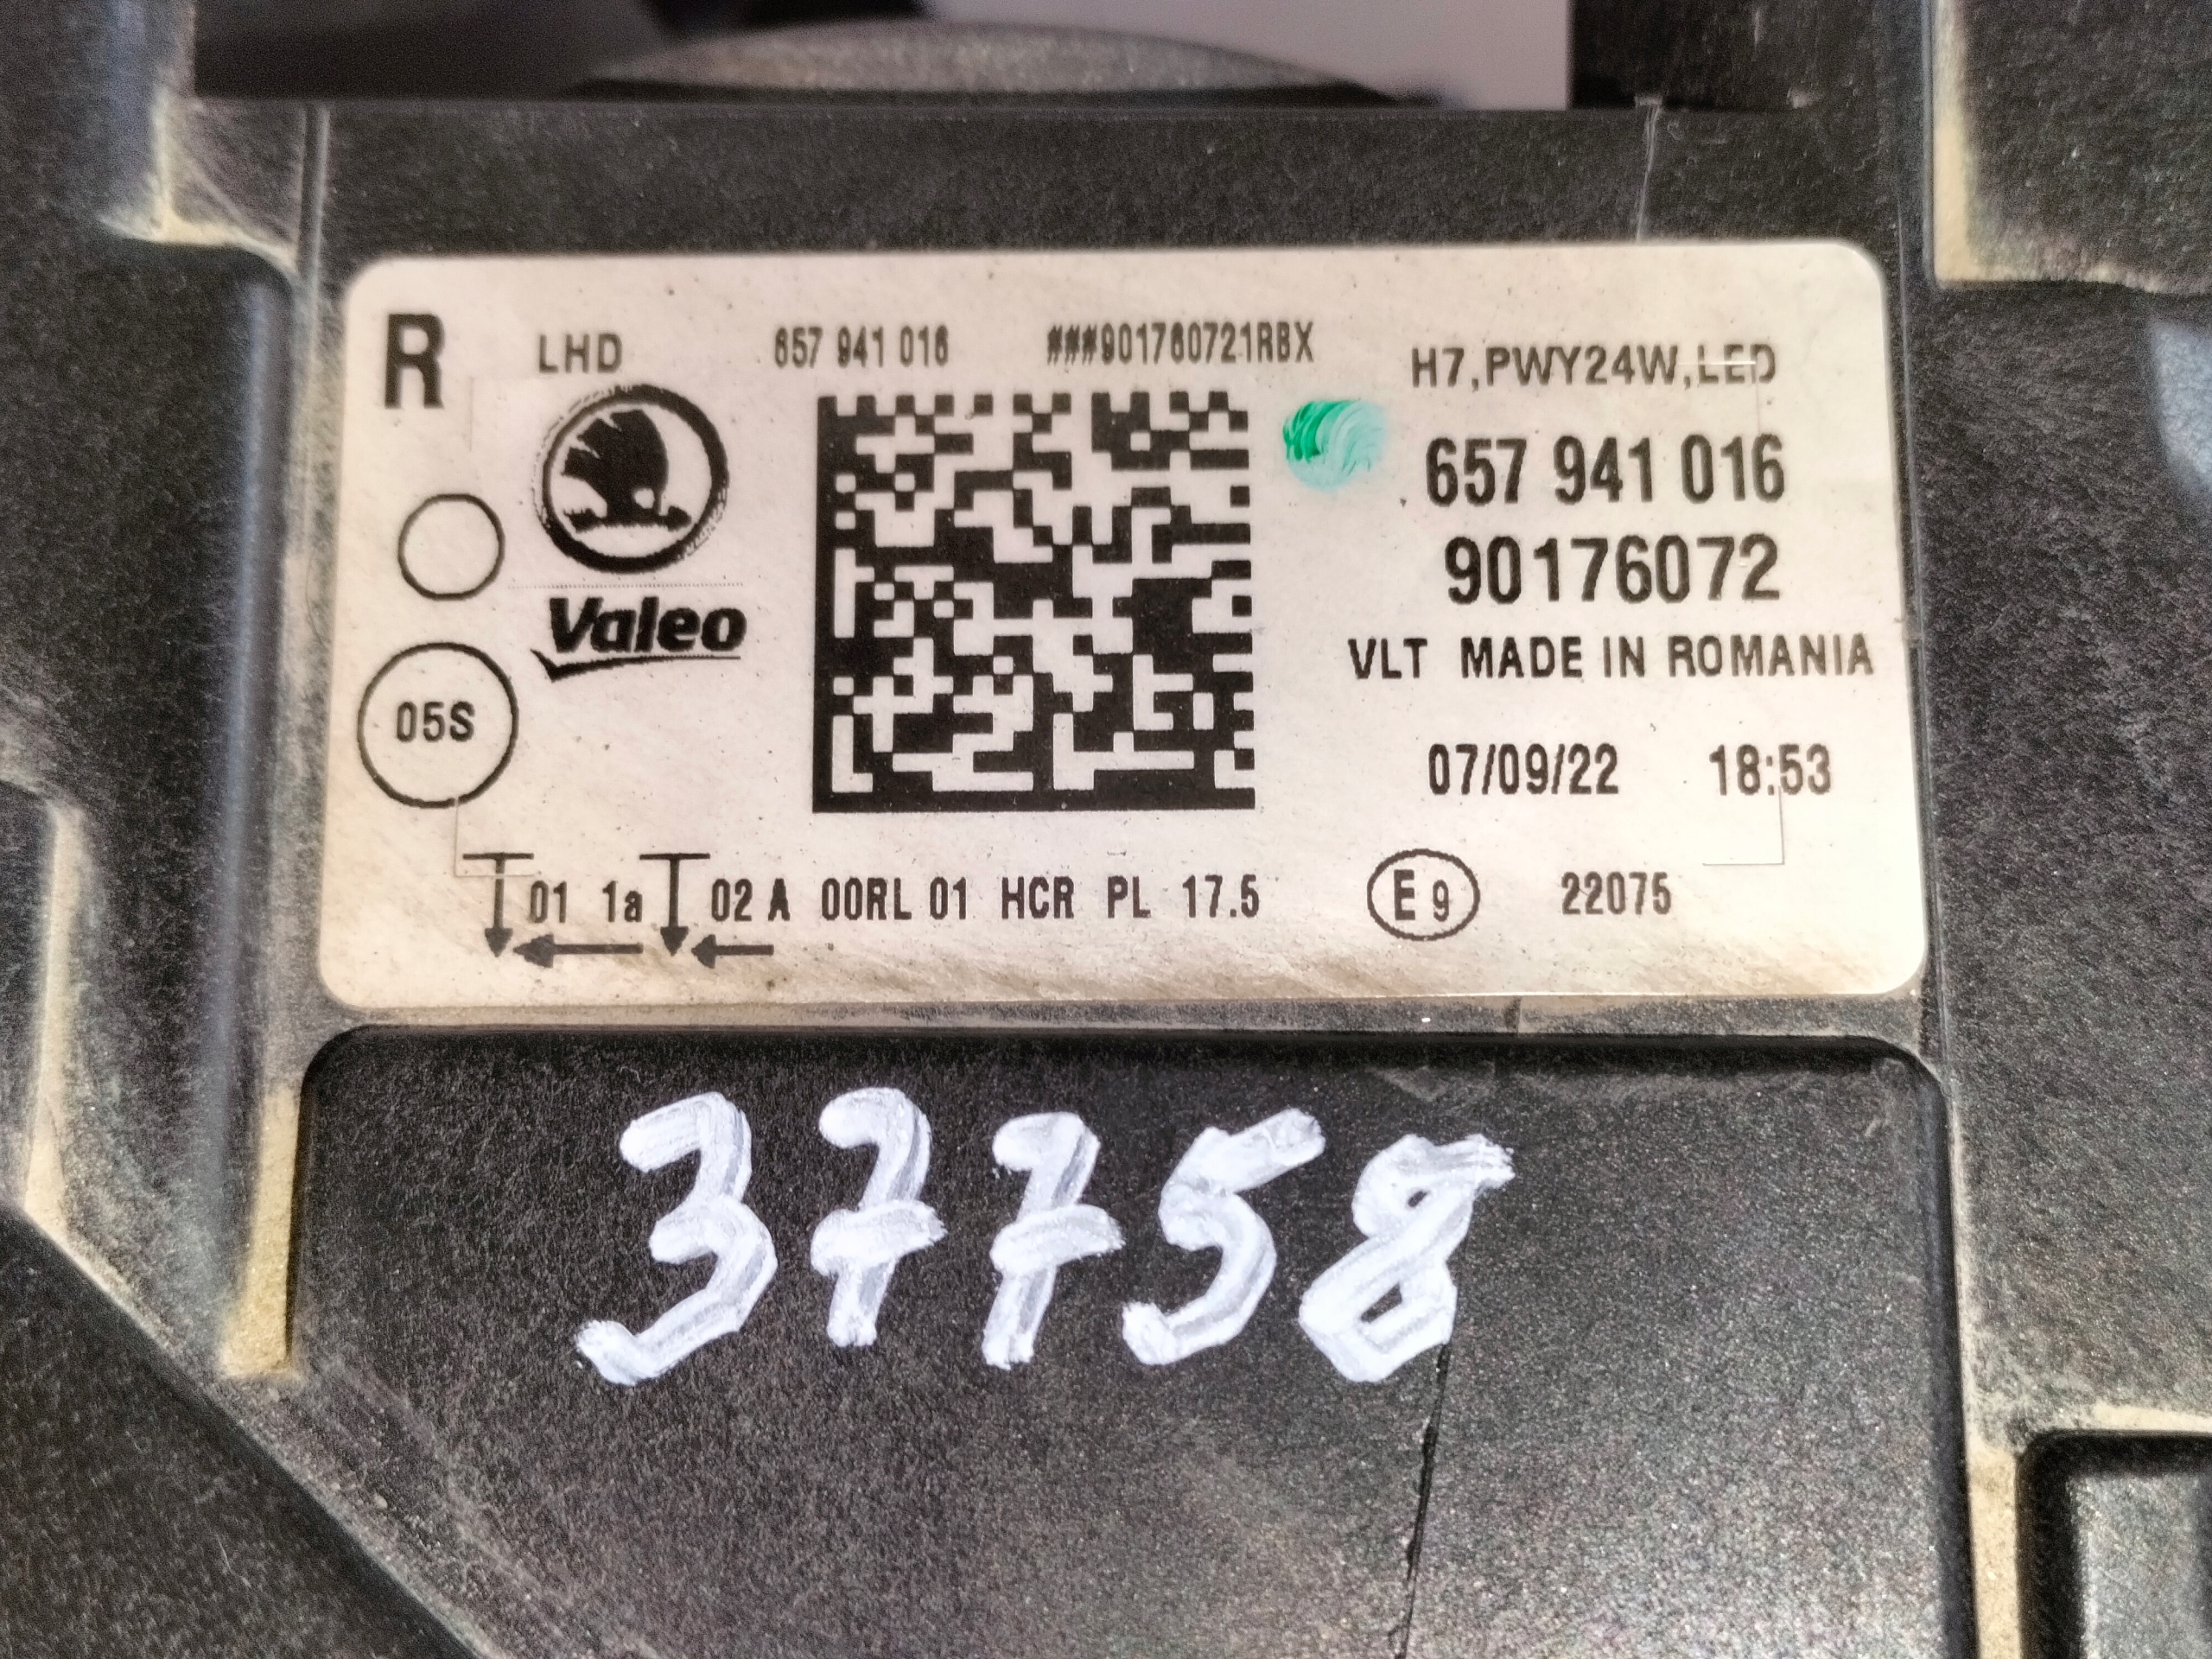 R LHD 657 941 016 ###901760721RBX H7,PWY24W,LED
657 941 016
90176072
Valeo
VLT MADE IN ROMANIA
05S
07/09/22 18:53
01 1a 02 A 00RL 01 HCR PL 17.5 E9 22075
37758